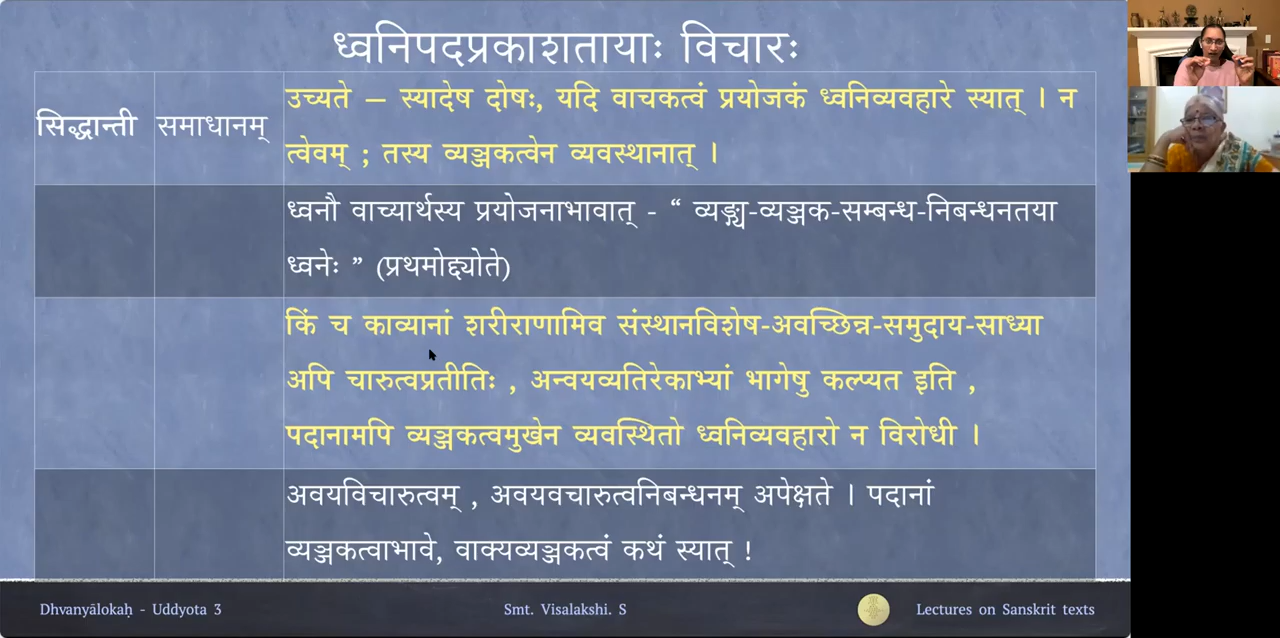 ध्वनिपदप्रकाशतायाः विचारः
सिद्धान्ती
समाधानम्
उच्यते – स्यादेष दोषः, यदि वाचकत्वं प्रयोजकं ध्वनिव्यवहारे स्यात् । न
त्वेवम् ; तस्य व्यञ्जकत्वेन व्यवस्थानात् ।
ध्वनौ वाच्यार्थस्य प्रयोजनाभावात् - “ व्यङ्ग्य-व्यञ्जक-सम्बन्ध-निबन्धनतया
ध्वनेः ” (प्रथमोद्द्योते)
किं च काव्यानां शरीराणामिव संस्थानविशेष-अवच्छिन्न-समुदाय-साध्या
अपि चारुत्वप्रतीतिः , अन्वयव्यतिरेकाभ्यां भागेषु कल्प्यत इति ,
पदानामपि व्यञ्जकत्वमुखेन व्यवस्थितो ध्वनिव्यवहारो न विरोधी ।
अवयविचारुत्वम् , अवयवचारुत्वनिबन्धनम् अपेक्षते । पदानां
व्यञ्जकत्वाभावे, वाक्यव्यञ्जकत्वं कथं स्यात् !
Dhvanyālokaḥ - Uddyota 3
Smt. Visalakshi. S
Lectures on Sanskrit texts